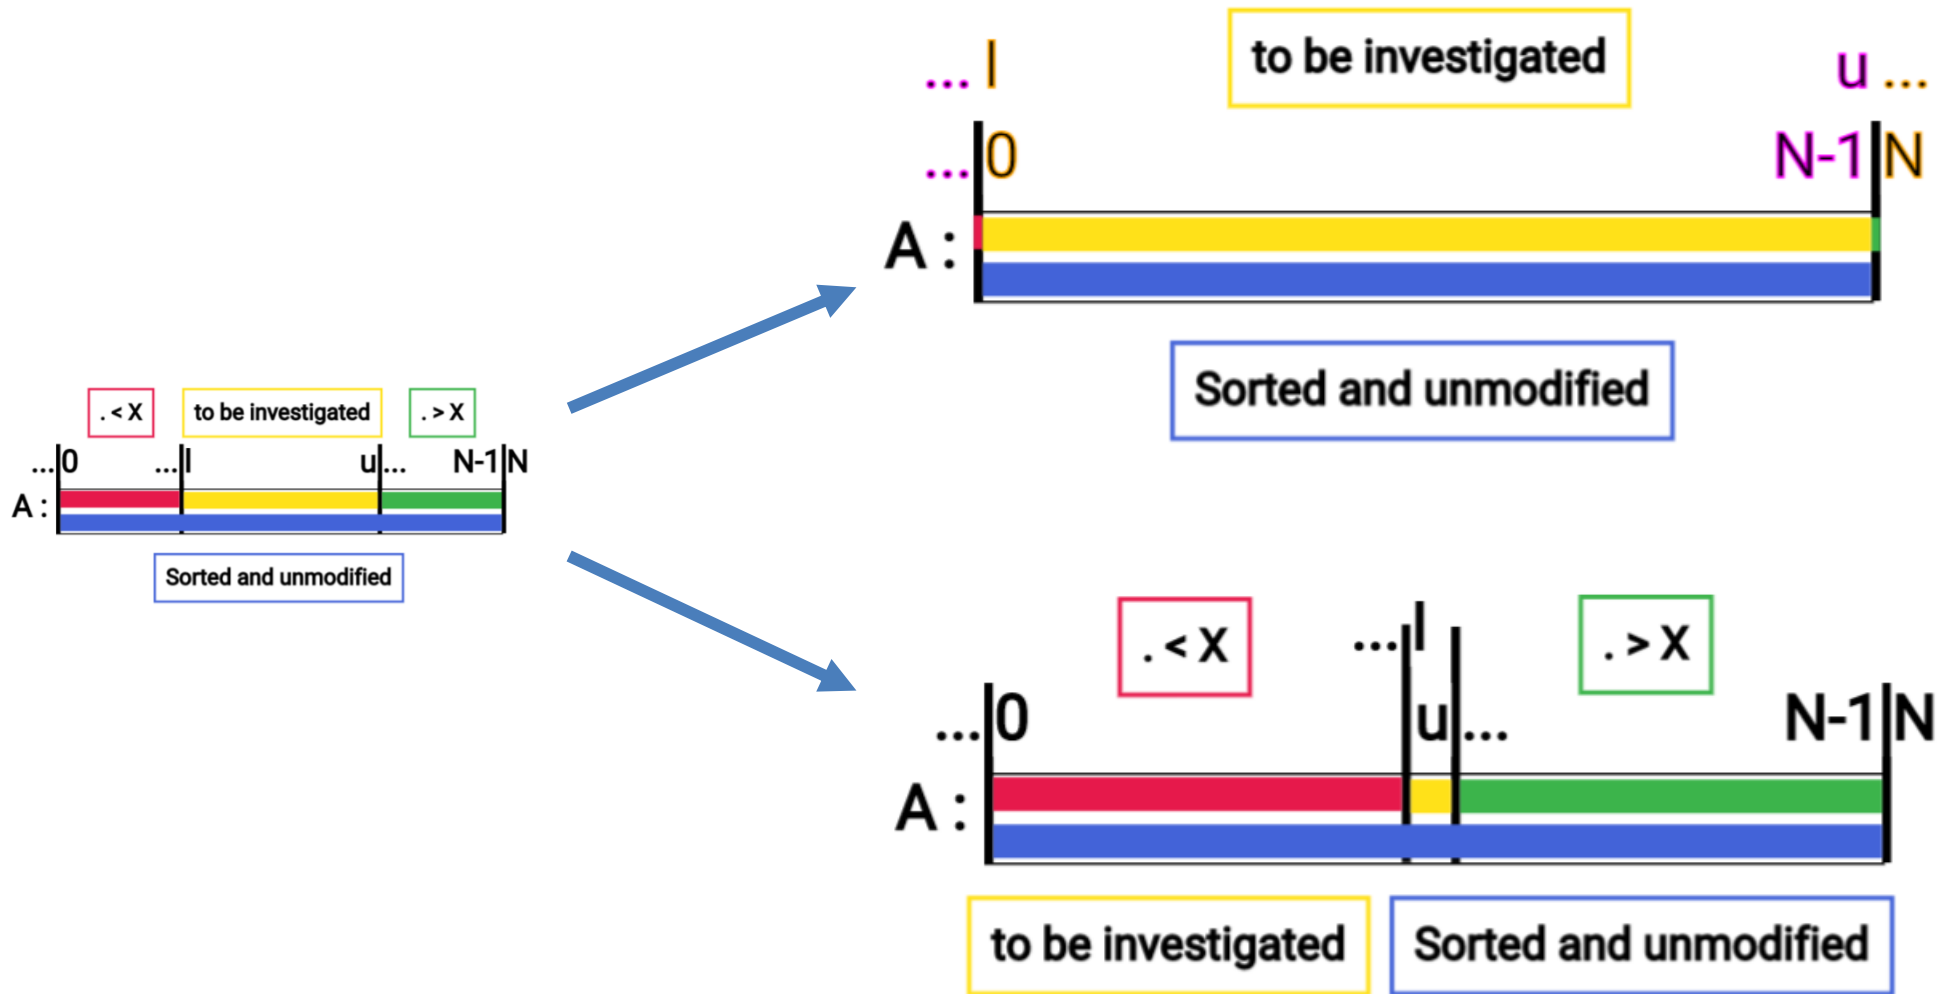 . < X to be investigated . > X
...0 ...l u... N-1 N
A :
Sorted and unmodified
to be investigated
... l u ...
... 0 N-1 N
A :
Sorted and unmodified
. < X ... l . > X
... 0 u ... N-1 N
A :
to be investigated Sorted and unmodified